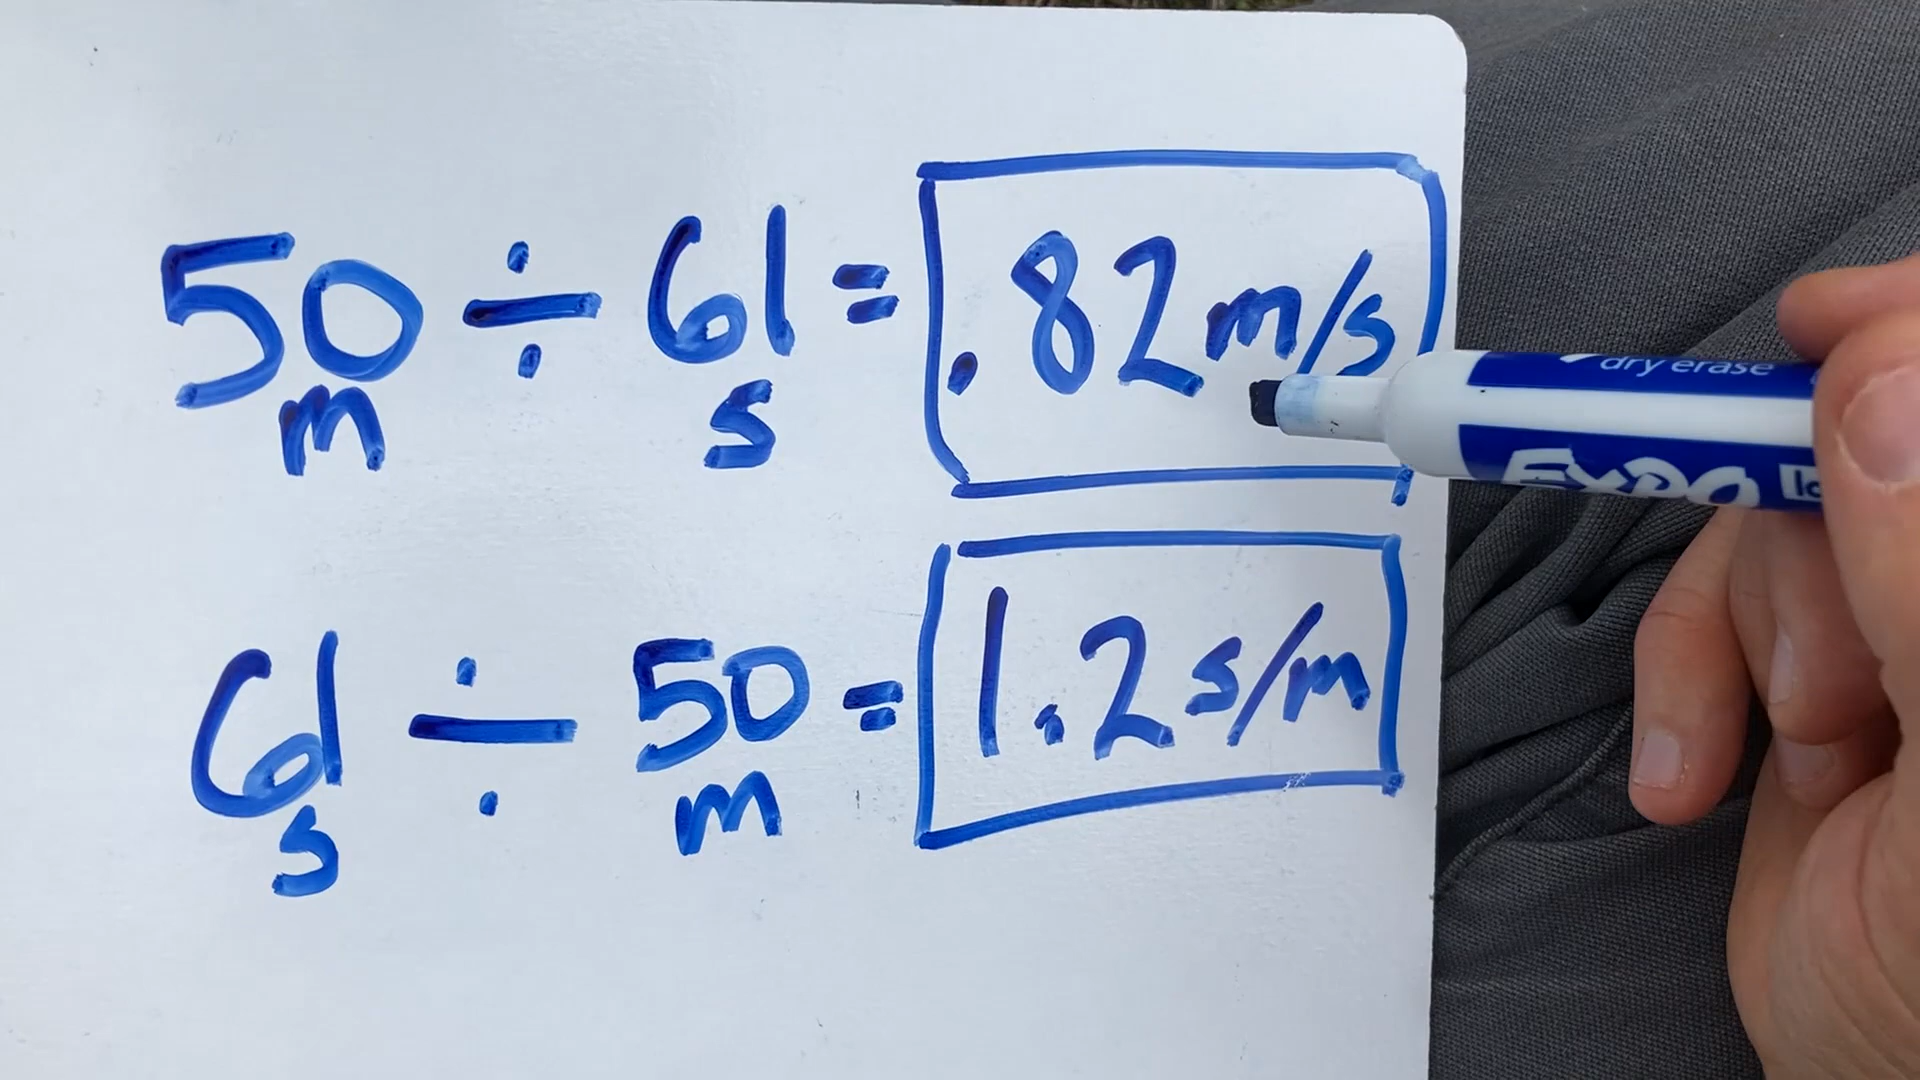 50 ÷ 61 = .82 m/s
m s
61 ÷ 50 = 1.2 s/m
s m
dry erase
EXPO